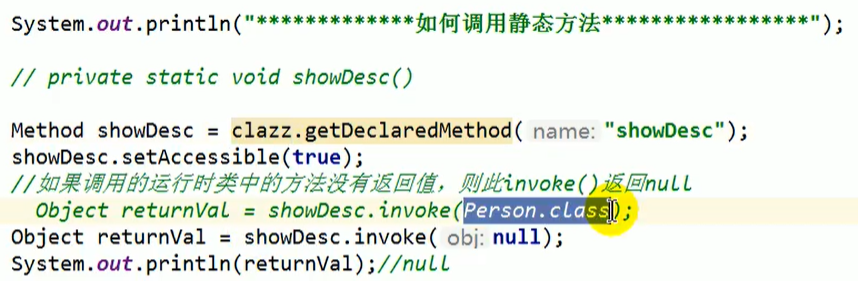 System.out.println("*************如何调用静态方法*****************");
// private static void showDesc()
Method showDesc = clazz.getDeclaredMethod( name: "showDesc");
showDesc.setAccessible(true);
//如果调用的运行时类中的方法没有返回值，则此invoke()返回null
Object returnVal = showDesc.invoke(Person.class);
Object returnVal = showDesc.invoke( obj: null);
System.out.println(returnVal);//null